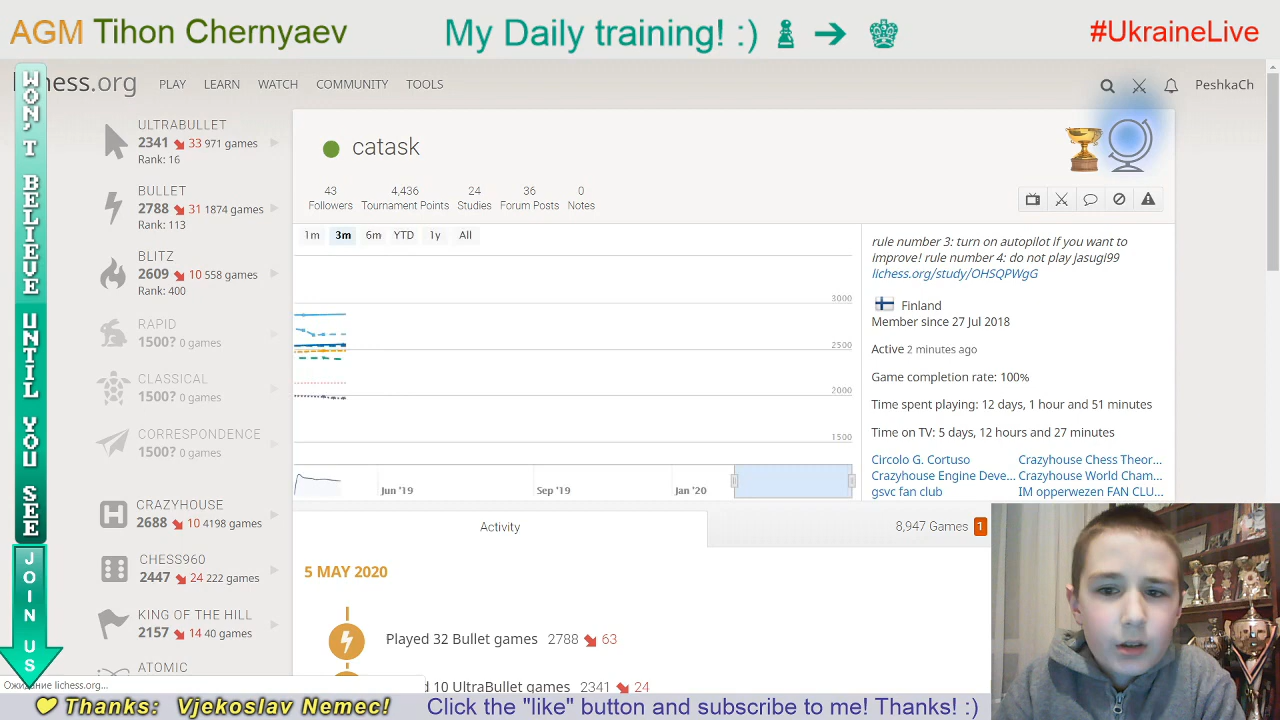 AGM Tihon Chernyaev
My Daily training! :)
#UkraineLive
WON'T BELIEVE UNTIL YOU SEE
JOIN US
hess.org
PLAY LEARN WATCH COMMUNITY TOOLS
PeshkaCh
ULTRABULLET
2341 33 971 games
Rank: 16
BULLET
2788 31 1874 games
Rank: 113
BLITZ
2609 10 558 games
Rank: 400
RAPID
1500? 0 games
CLASSICAL
1500? 0 games
CORRESPONDENCE
1500? 0 games
CRAZYHOUSE
2688 10 4198 games
CHESS960
2447 24 222 games
KING OF THE HILL
2157 14 40 games
ATOMIC
catask
43 4,436 24 36 0
Followers Tournament Points Studies Forum Posts Notes
1m 3m 6m YTD 1y All
3000
2500
2000
1500
Jun '19 Sep '19 Jan '20
rule number 3: turn on autopilot if you want to
improve! rule number 4: do not play jasugi99
lichess.org/study/OHSQPWgG
Finland
Member since 27 Jul 2018
Active 2 minutes ago
Game completion rate: 100%
Time spent playing: 12 days, 1 hour and 51 minutes
Time on TV: 5 days, 12 hours and 27 minutes
Circolo G. Cortuso Crazyhouse Chess Theor...
Crazyhouse Engine Deve... Crazyhouse World Cham...
gsvc fan club IM opperwezen FAN CLU...
Activity
8,947 Games 1
5 MAY 2020
Played 32 Bullet games 2788 63
d 10 UltraBullet games 2341 24
Ожидание lichess.org...
Thanks: Vjekoslav Nemec!
Click the "like" button and subscribe to me! Thanks! :)